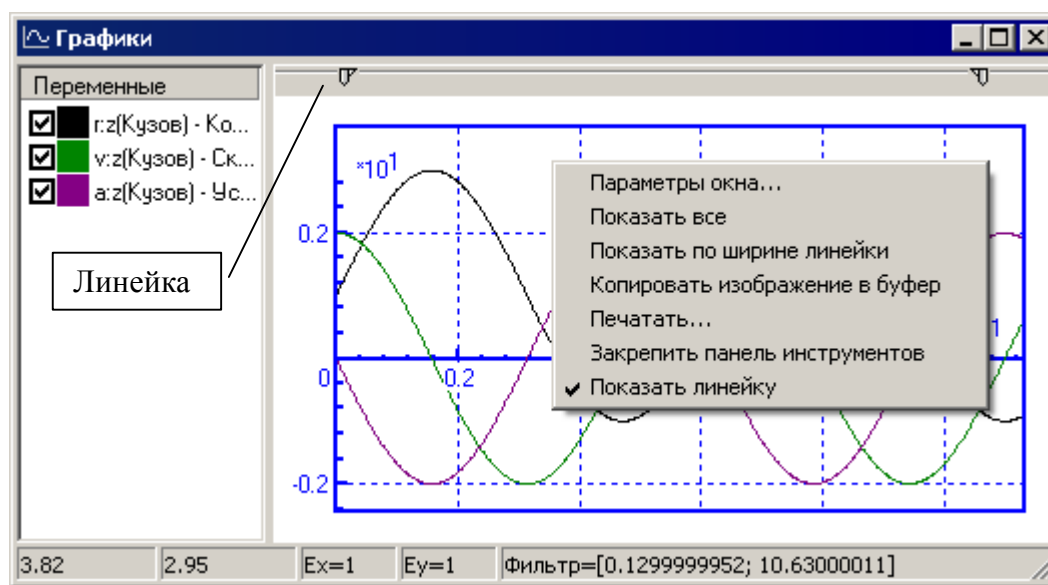 Графики
Переменные
r:z(Кузов) - Ко...
v:z(Кузов) - Ск...
a:z(Кузов) - Ус...
Линейка
*10¹
0.2
0
-0.2
0.2
1
Параметры окна...
Показать все
Показать по ширине линейки
Копировать изображение в буфер
Печатать...
Закрепить панель инструментов
Показать линейку
3.82
2.95
Ex=1
Ey=1
Фильтр=[0.1299999952; 10.63000011]